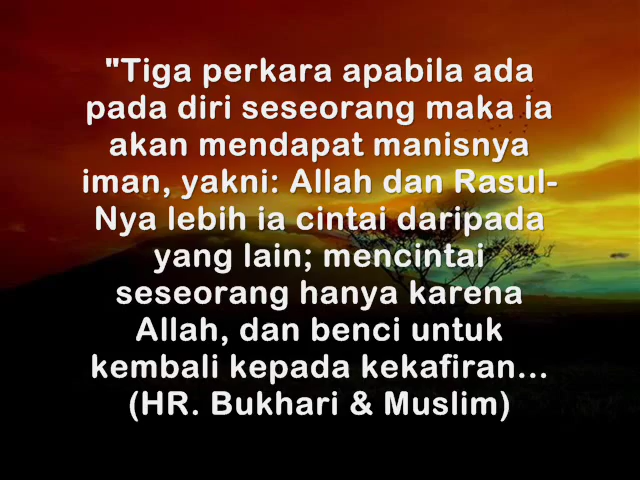 "Tiga perkara apabila ada
pada diri seseorang maka ia
akan mendapat manisnya
iman, yakni: Allah dan Rasul-
Nya lebih ia cintai daripada
yang lain; mencintai
seseorang hanya karena
Allah, dan benci untuk
kembali kepada kekafiran...
(HR. Bukhari & Muslim)